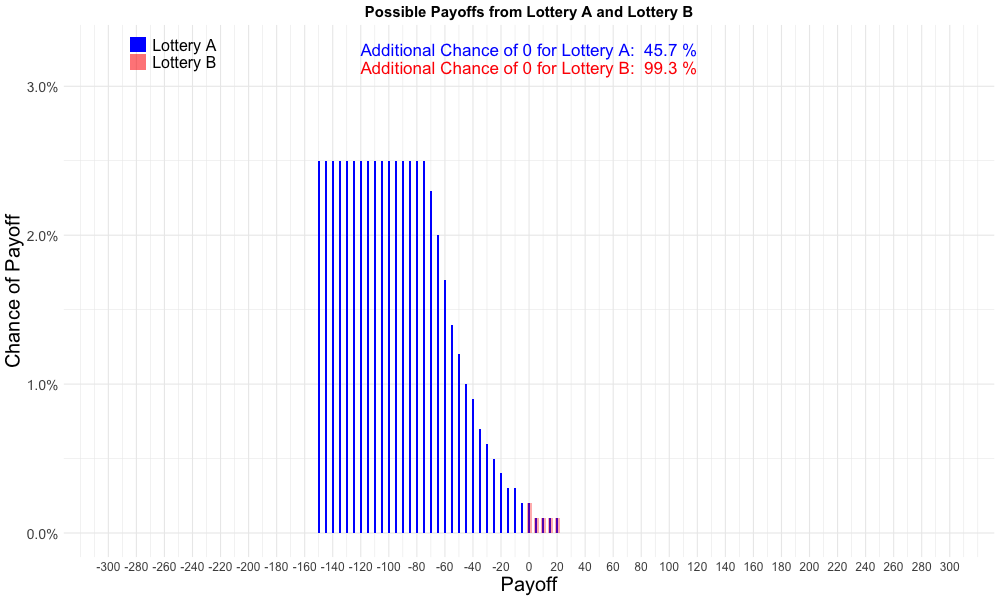 Possible Payoffs from Lottery A and Lottery B
Lottery A
Lottery B
Additional Chance of 0 for Lottery A: 45.7 %
Additional Chance of 0 for Lottery B: 99.3 %
Chance of Payoff
3.0%
2.0%
1.0%
0.0%
-300 -280 -260 -240 -220 -200 -180 -160 -140 -120 -100 -80 -60 -40 -20 0 20 40 60 80 100 120 140 160 180 200 220 240 260 280 300
Payoff